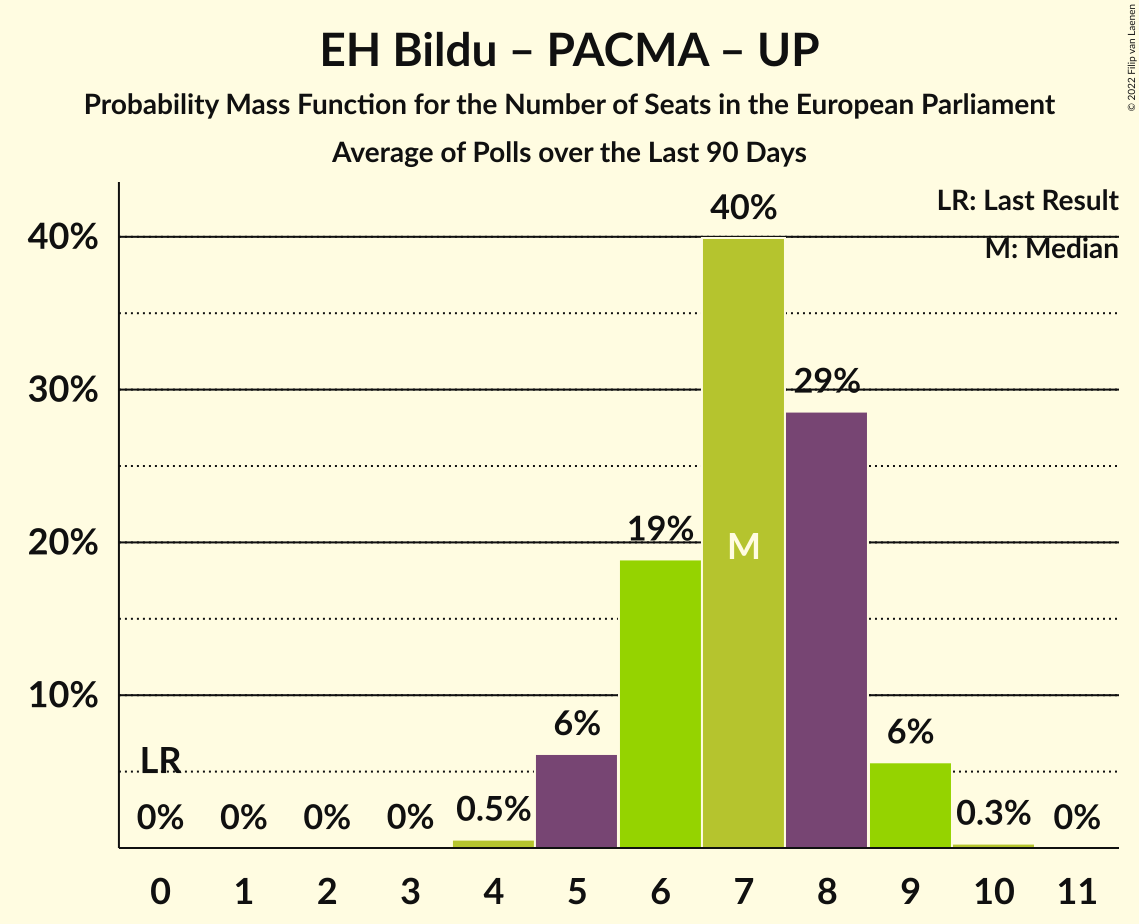 EH Bildu – PACMA – UP
Probability Mass Function for the Number of Seats in the European Parliament
Average of Polls over the Last 90 Days
© 2022 Filip van Laenen
LR: Last Result
M: Median
40%
30%
20%
10%
LR
0%
0%
0%
0%
0.5%
6%
19%
40%
M
29%
6%
0.3%
0%
0 1 2 3 4 5 6 7 8 9 10 11